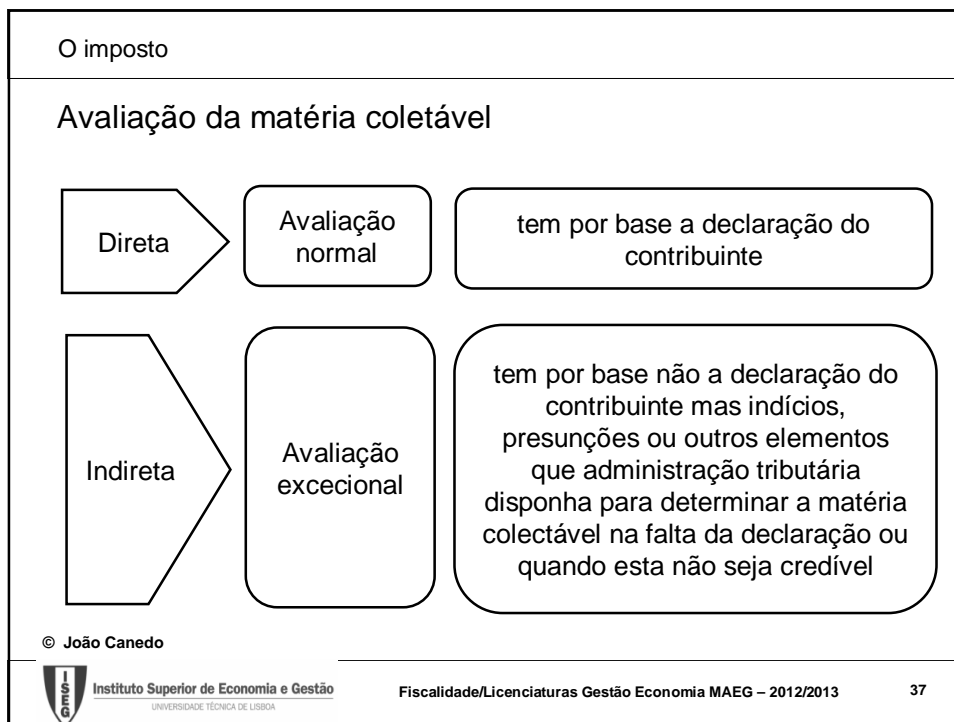 O imposto
Avaliação da matéria coletável
Direta
Avaliação
normal
tem por base a declaração do
contribuinte
Indireta
Avaliação
excecional
tem por base não a declaração do
contribuinte mas indícios,
presunções ou outros elementos
que administração tributária
disponha para determinar a matéria
colectável na falta da declaração ou
quando esta não seja credível
© João Canedo
ISEG
Instituto Superior de Economia e Gestão
UNIVERSIDADE TÉCNICA DE LISBOA
Fiscalidade/Licenciaturas Gestão Economia MAEG – 2012/2013
37